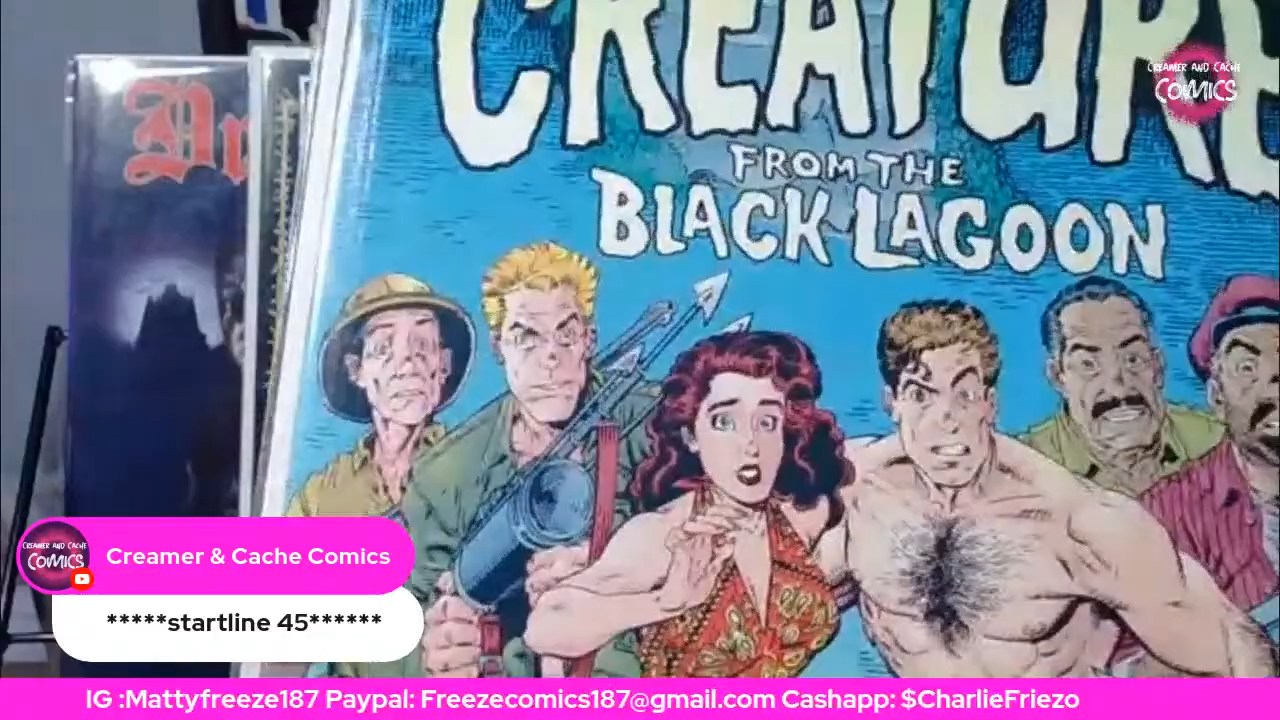 CREATURE
FROM THE
BLACK LAGOON
Dr
CREAMER AND CACHE
COMICS
CREAMER AND CACHE
COMICS
Creamer & Cache Comics
*****startline 45******
IG :Mattyfreeze187 Paypal: Freezecomics187@gmail.com Cashapp: $CharlieFriezo